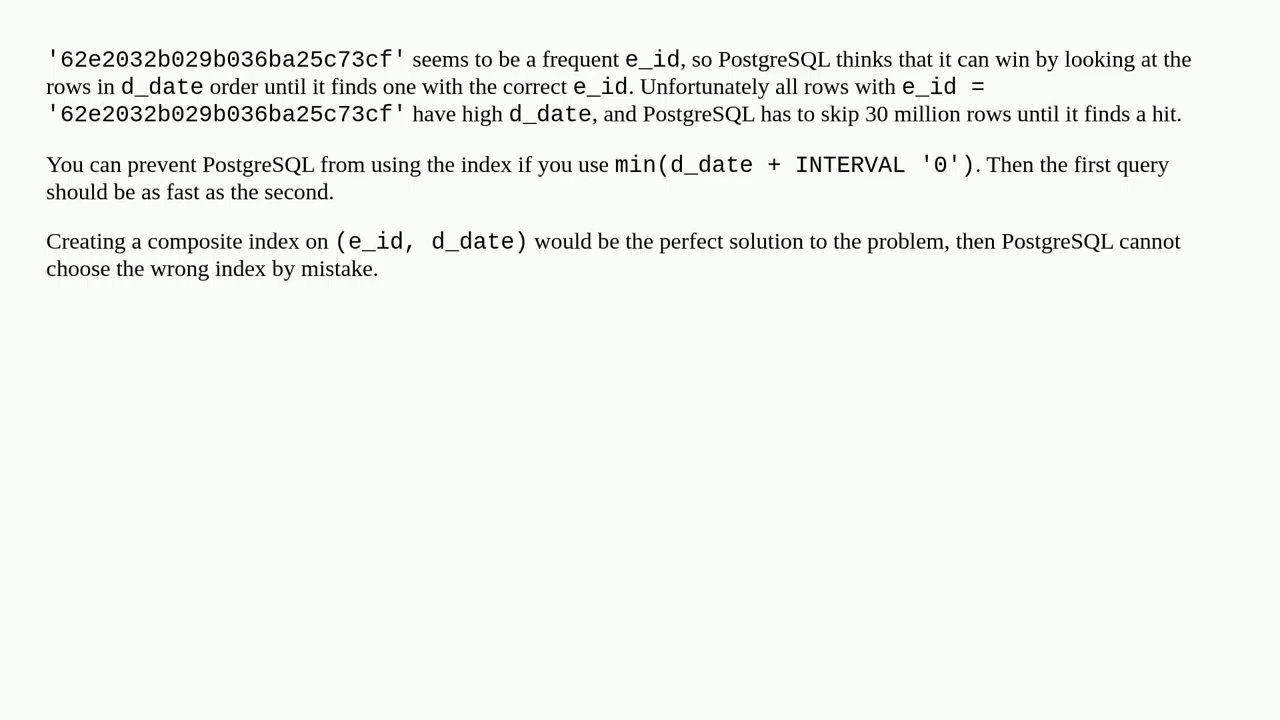 '62e2032b029b036ba25c73cf' seems to be a frequent e_id, so PostgreSQL thinks that it can win by looking at the
rows in d_date order until it finds one with the correct e_id. Unfortunately all rows with e_id =
'62e2032b029b036ba25c73cf' have high d_date, and PostgreSQL has to skip 30 million rows until it finds a hit.
You can prevent PostgreSQL from using the index if you use min(d_date + INTERVAL '0'). Then the first query
should be as fast as the second.
Creating a composite index on (e_id, d_date) would be the perfect solution to the problem, then PostgreSQL cannot
choose the wrong index by mistake.